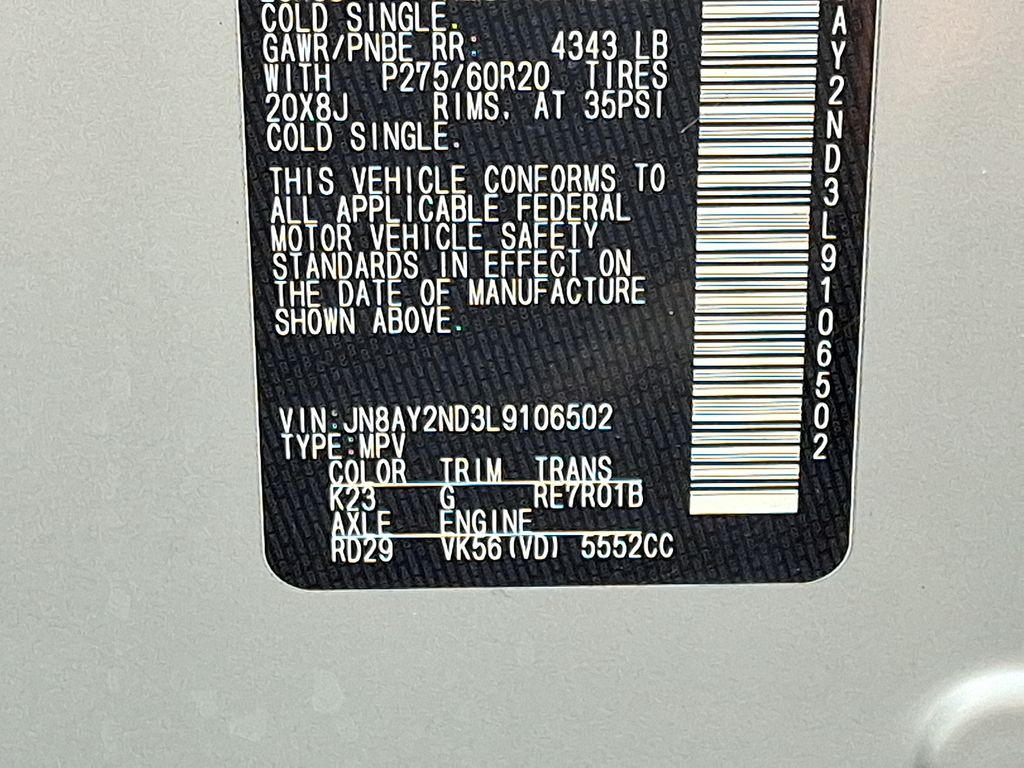 COLD SINGLE.
GAWR/PNBE RR: 4343 LB
WITH P275/60R20 TIRES
20X8J RIMS. AT 35PSI
COLD SINGLE.
THIS VEHICLE CONFORMS TO
ALL APPLICABLE FEDERAL
MOTOR VEHICLE SAFETY
STANDARDS IN EFFECT ON
THE DATE OF MANUFACTURE
SHOWN ABOVE.
VIN:JN8AY2ND3L9106502
TYPE:MPV
COLOR TRIM TRANS
K23 G RE7R01B
AXLE ENGINE
RD29 VK56(VD) 5552CC
AY2ND3L9106502